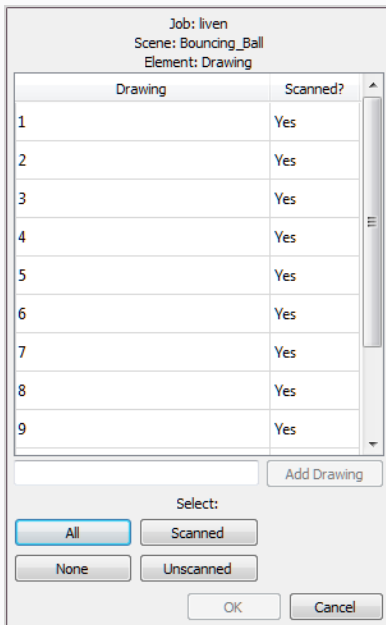 Job: liven
Scene: Bouncing_Ball
Element: Drawing
Drawing Scanned?
1 Yes
2 Yes
3 Yes
4 Yes
5 Yes
6 Yes
7 Yes
8 Yes
9 Yes
Add Drawing
Select:
All Scanned
None Unscanned
OK Cancel